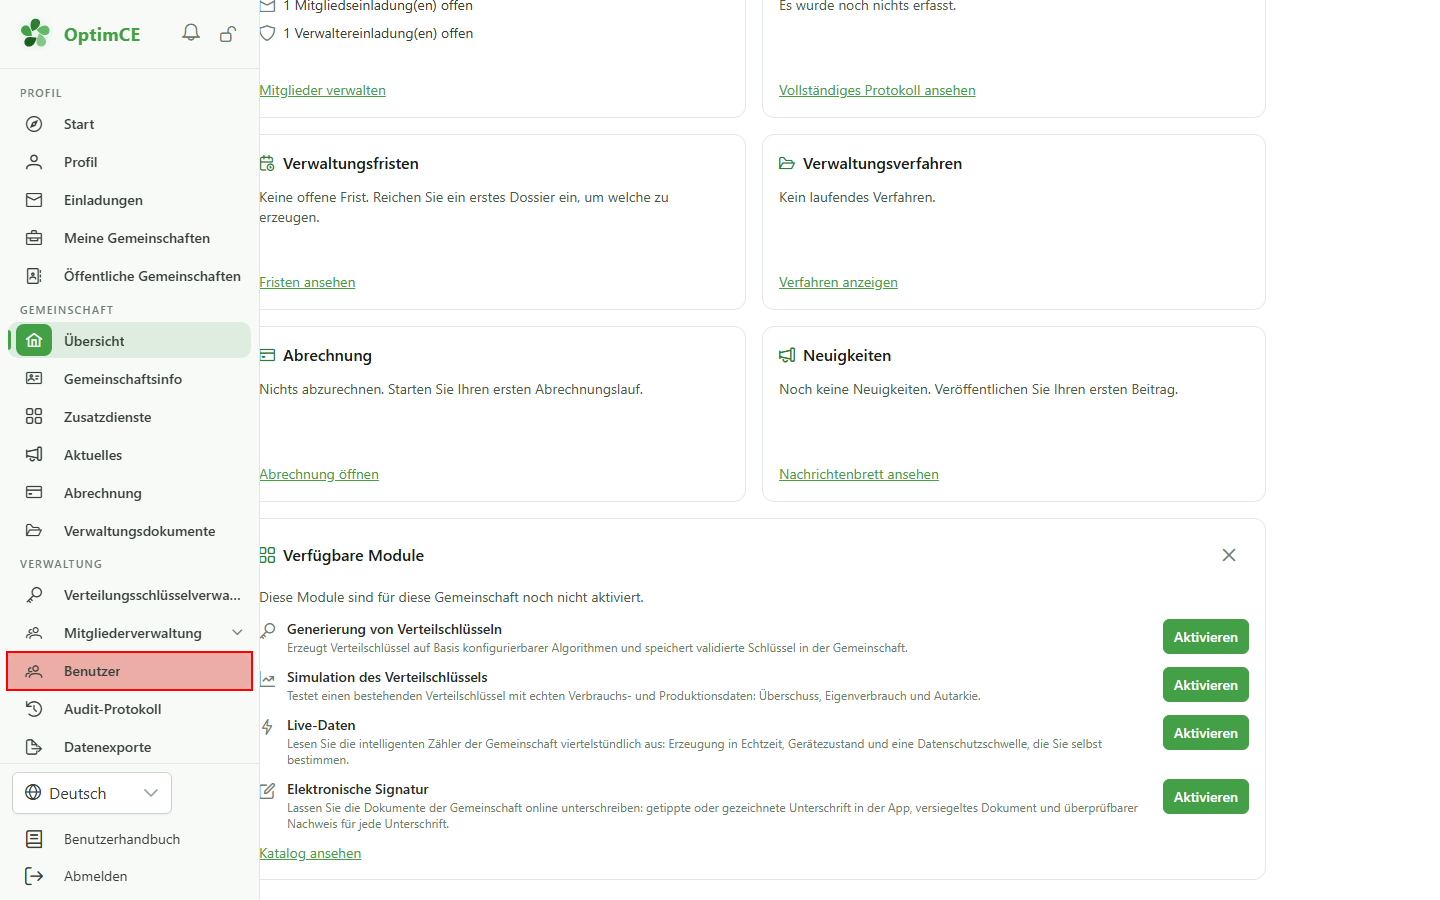 OptimCE
PROFIL
Start
Profil
Einladungen
Meine Gemeinschaften
Öffentliche Gemeinschaften
GEMEINSCHAFT
Übersicht
Gemeinschaftsinfo
Zusatzdienste
Aktuelles
Abrechnung
Verwaltungsdokumente
VERWALTUNG
Verteilungsschlüsselverwa...
Mitgliederverwaltung
Benutzer
Audit-Protokoll
Datenexporte
Deutsch
Benutzerhandbuch
Abmelden
1 Mitgliedseinladung(en) offen
1 Verwaltereinladung(en) offen
Mitglieder verwalten
Es wurde noch nichts erfasst.
Vollständiges Protokoll ansehen
Verwaltungsfristen
Keine offene Frist. Reichen Sie ein erstes Dossier ein, um welche zu
erzeugen.
Fristen ansehen
Verwaltungsverfahren
Kein laufendes Verfahren.
Verfahren anzeigen
Abrechnung
Nichts abzurechnen. Starten Sie Ihren ersten Abrechnungslauf.
Abrechnung öffnen
Neuigkeiten
Noch keine Neuigkeiten. Veröffentlichen Sie Ihren ersten Beitrag.
Nachrichtenbrett ansehen
Verfügbare Module
Diese Module sind für diese Gemeinschaft noch nicht aktiviert.
Generierung von Verteilschlüsseln
Erzeugt Verteilschlüssel auf Basis konfigurierbarer Algorithmen und speichert validierte Schlüssel in der Gemeinschaft.
Aktivieren
Simulation des Verteilschlüssels
Testet einen bestehenden Verteilschlüssel mit echten Verbrauchs- und Produktionsdaten: Überschuss, Eigenverbrauch und Autarkie.
Aktivieren
Live-Daten
Lesen Sie die intelligenten Zähler der Gemeinschaft viertelstündlich aus: Erzeugung in Echtzeit, Gerätezustand und eine Datenschutzschwelle, die Sie selbst
bestimmen.
Aktivieren
Elektronische Signatur
Lassen Sie die Dokumente der Gemeinschaft online unterschreiben: getippte oder gezeichnete Unterschrift in der App, versiegeltes Dokument und überprüfbarer
Nachweis für jede Unterschrift.
Aktivieren
Katalog ansehen